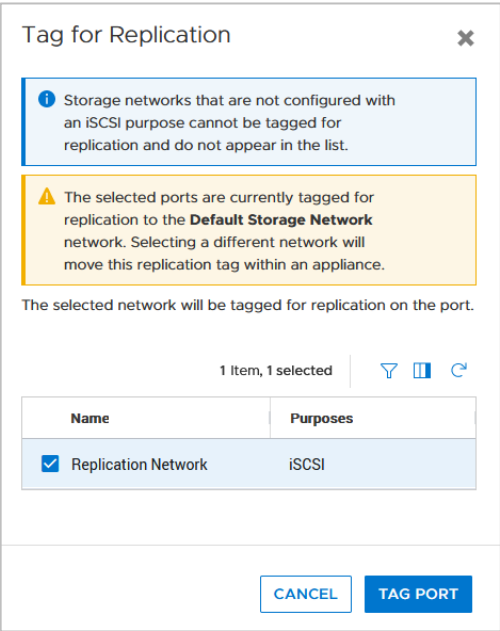 Tag for Replication
Storage networks that are not configured with
an iSCSI purpose cannot be tagged for
replication and do not appear in the list.
The selected ports are currently tagged for
replication to the Default Storage Network
network. Selecting a different network will
move this replication tag within an appliance.
The selected network will be tagged for replication on the port.
1 Item, 1 selected
Name Purposes
Replication Network iSCSI
CANCEL TAG PORT